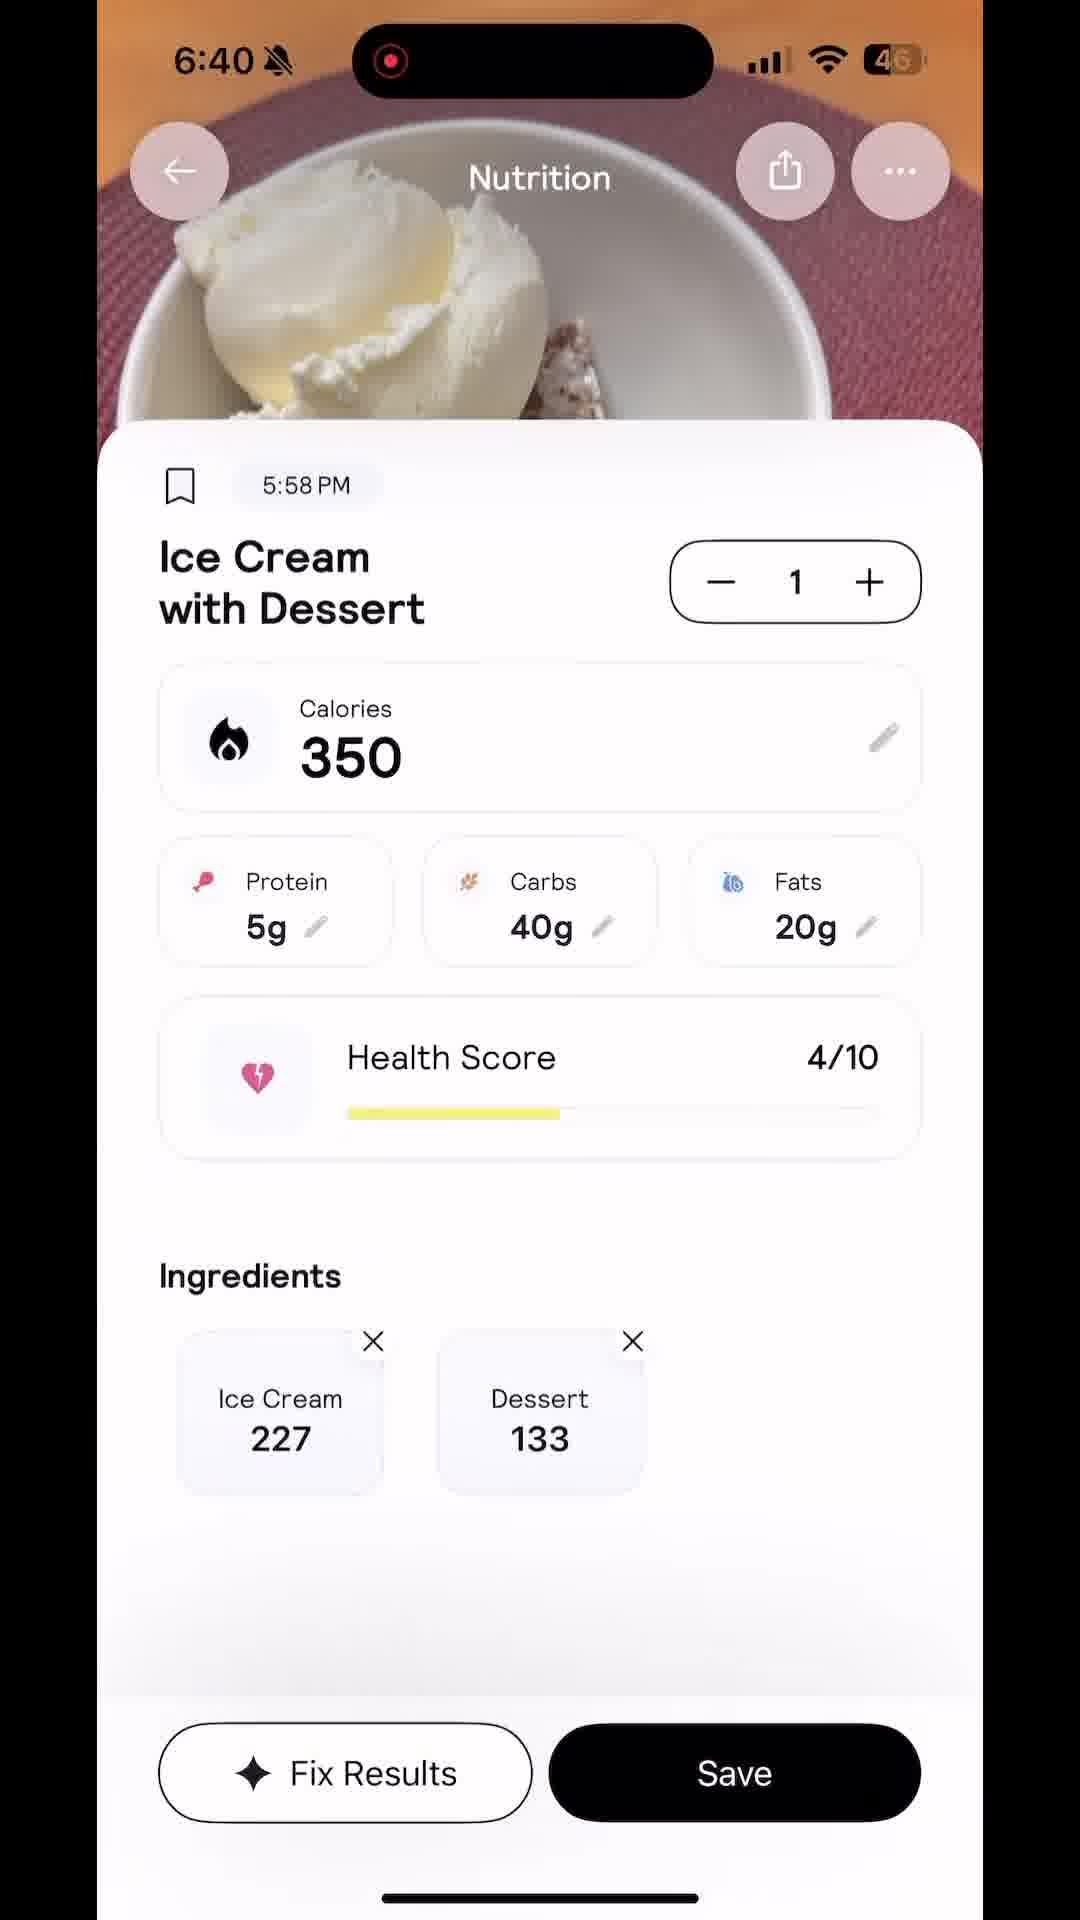 6:40
46
Nutrition
5:58 PM
Ice Cream
with Dessert
1
Calories
350
Protein
5g
Carbs
40g
Fats
20g
Health Score
4/10
Ingredients
Ice Cream
227
Dessert
133
Fix Results
Save